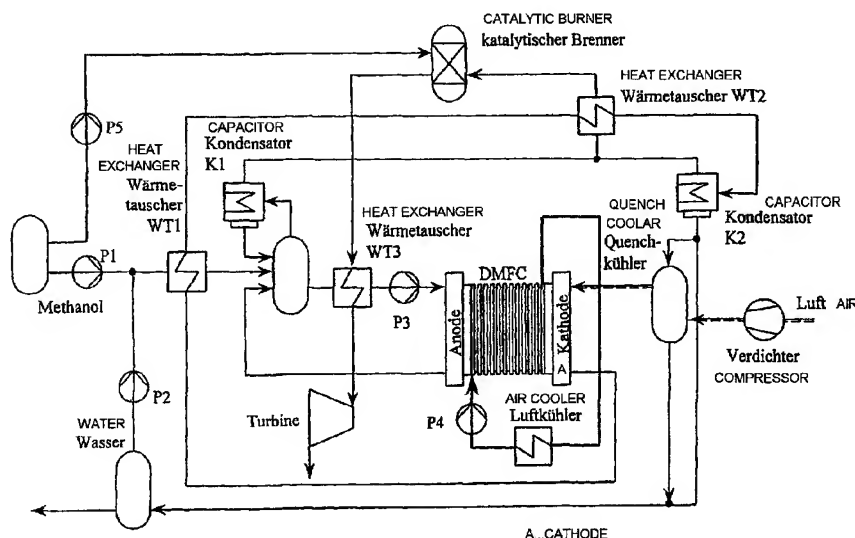 CATALYTIC BURNER
katalytischer Brenner
HEAT EXCHANGER
Wärmetauscher WT2
P5
CAPACITOR
Kondensator
K1
HEAT
EXCHANGER
Wärme-
tauscher
WT1
HEAT EXCHANGER
Wärmetauscher
WT3
QUENCH
COOLAR
Quench-
kühler
CAPACITOR
Kondensator
K2
P1
Methanol
DMFC
P3
Anode
Kathode
A
Luft AIR
Verdichter
COMPRESSOR
P2
WATER
Wasser
Turbine
P4
AIR COOLER
Luftkühler
A ..CATHODE